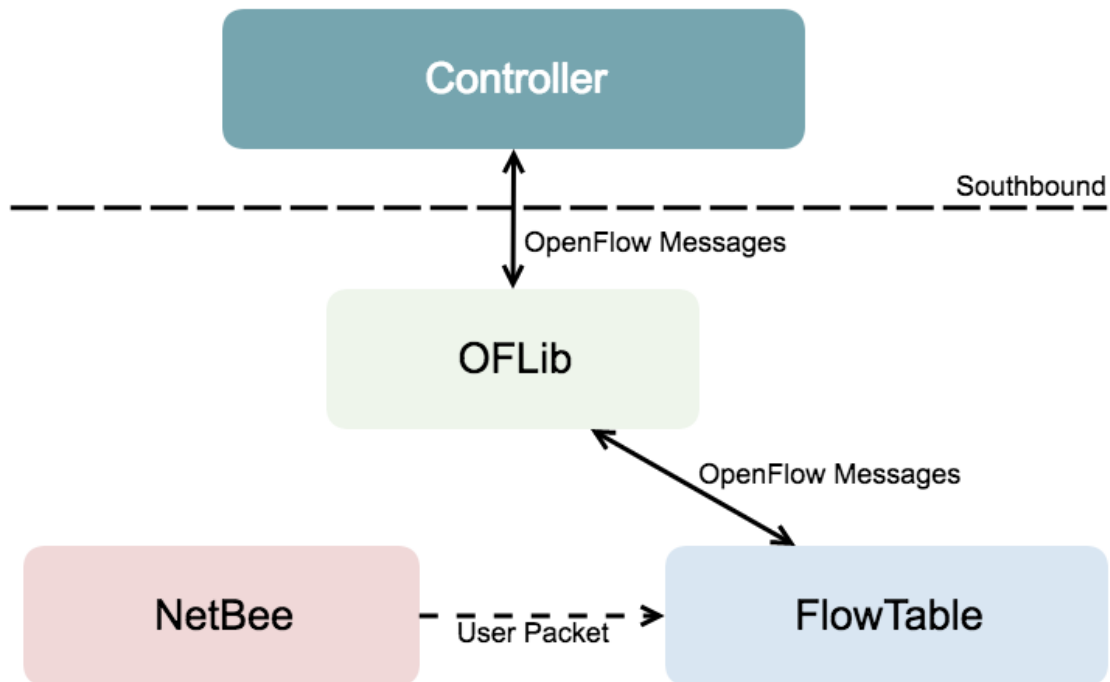 Controller
Southbound
OpenFlow Messages
OFLib
OpenFlow Messages
NetBee
User Packet
FlowTable